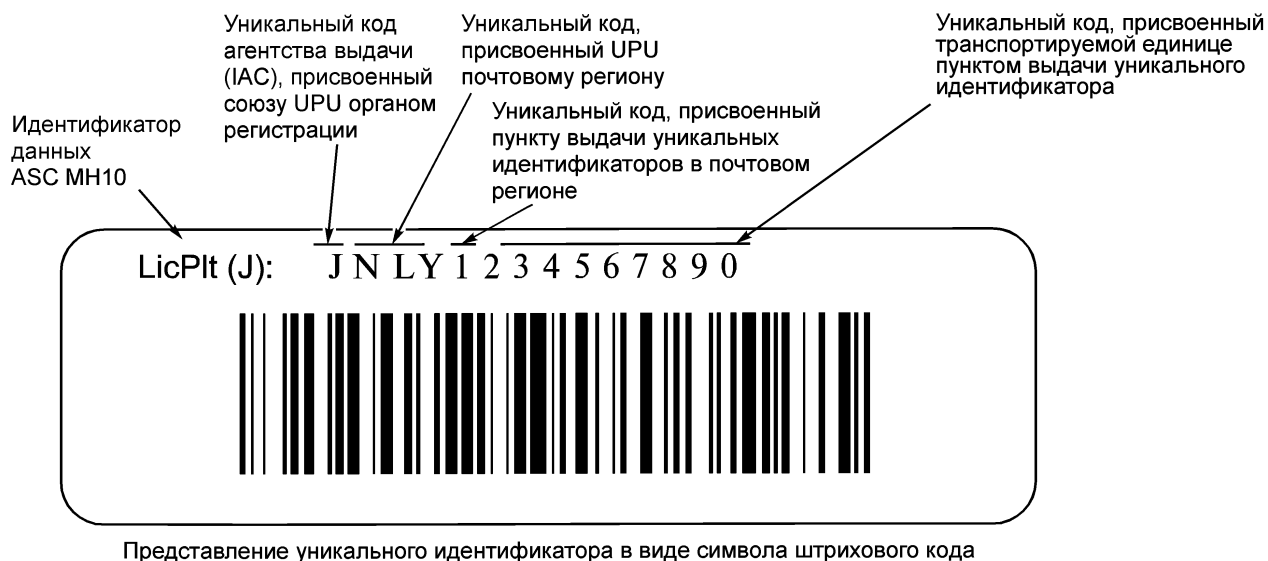 Уникальный код
агентства выдачи
(IAC), присвоенный
союзу UPU органом
регистрации
Уникальный код,
присвоенный UPU
почтовому региону
Уникальный код, присвоенный
транспортируемой единице
пунктом выдачи уникального
идентификатора
Уникальный код, присвоенный
пункту выдачи уникальных
идентификаторов в почтовом
регионе
Идентификатор
данных
ASC MH10
LicPlt (J): J N L Y 1 2 3 4 5 6 7 8 9 0
Представление уникального идентификатора в виде символа штрихового кода